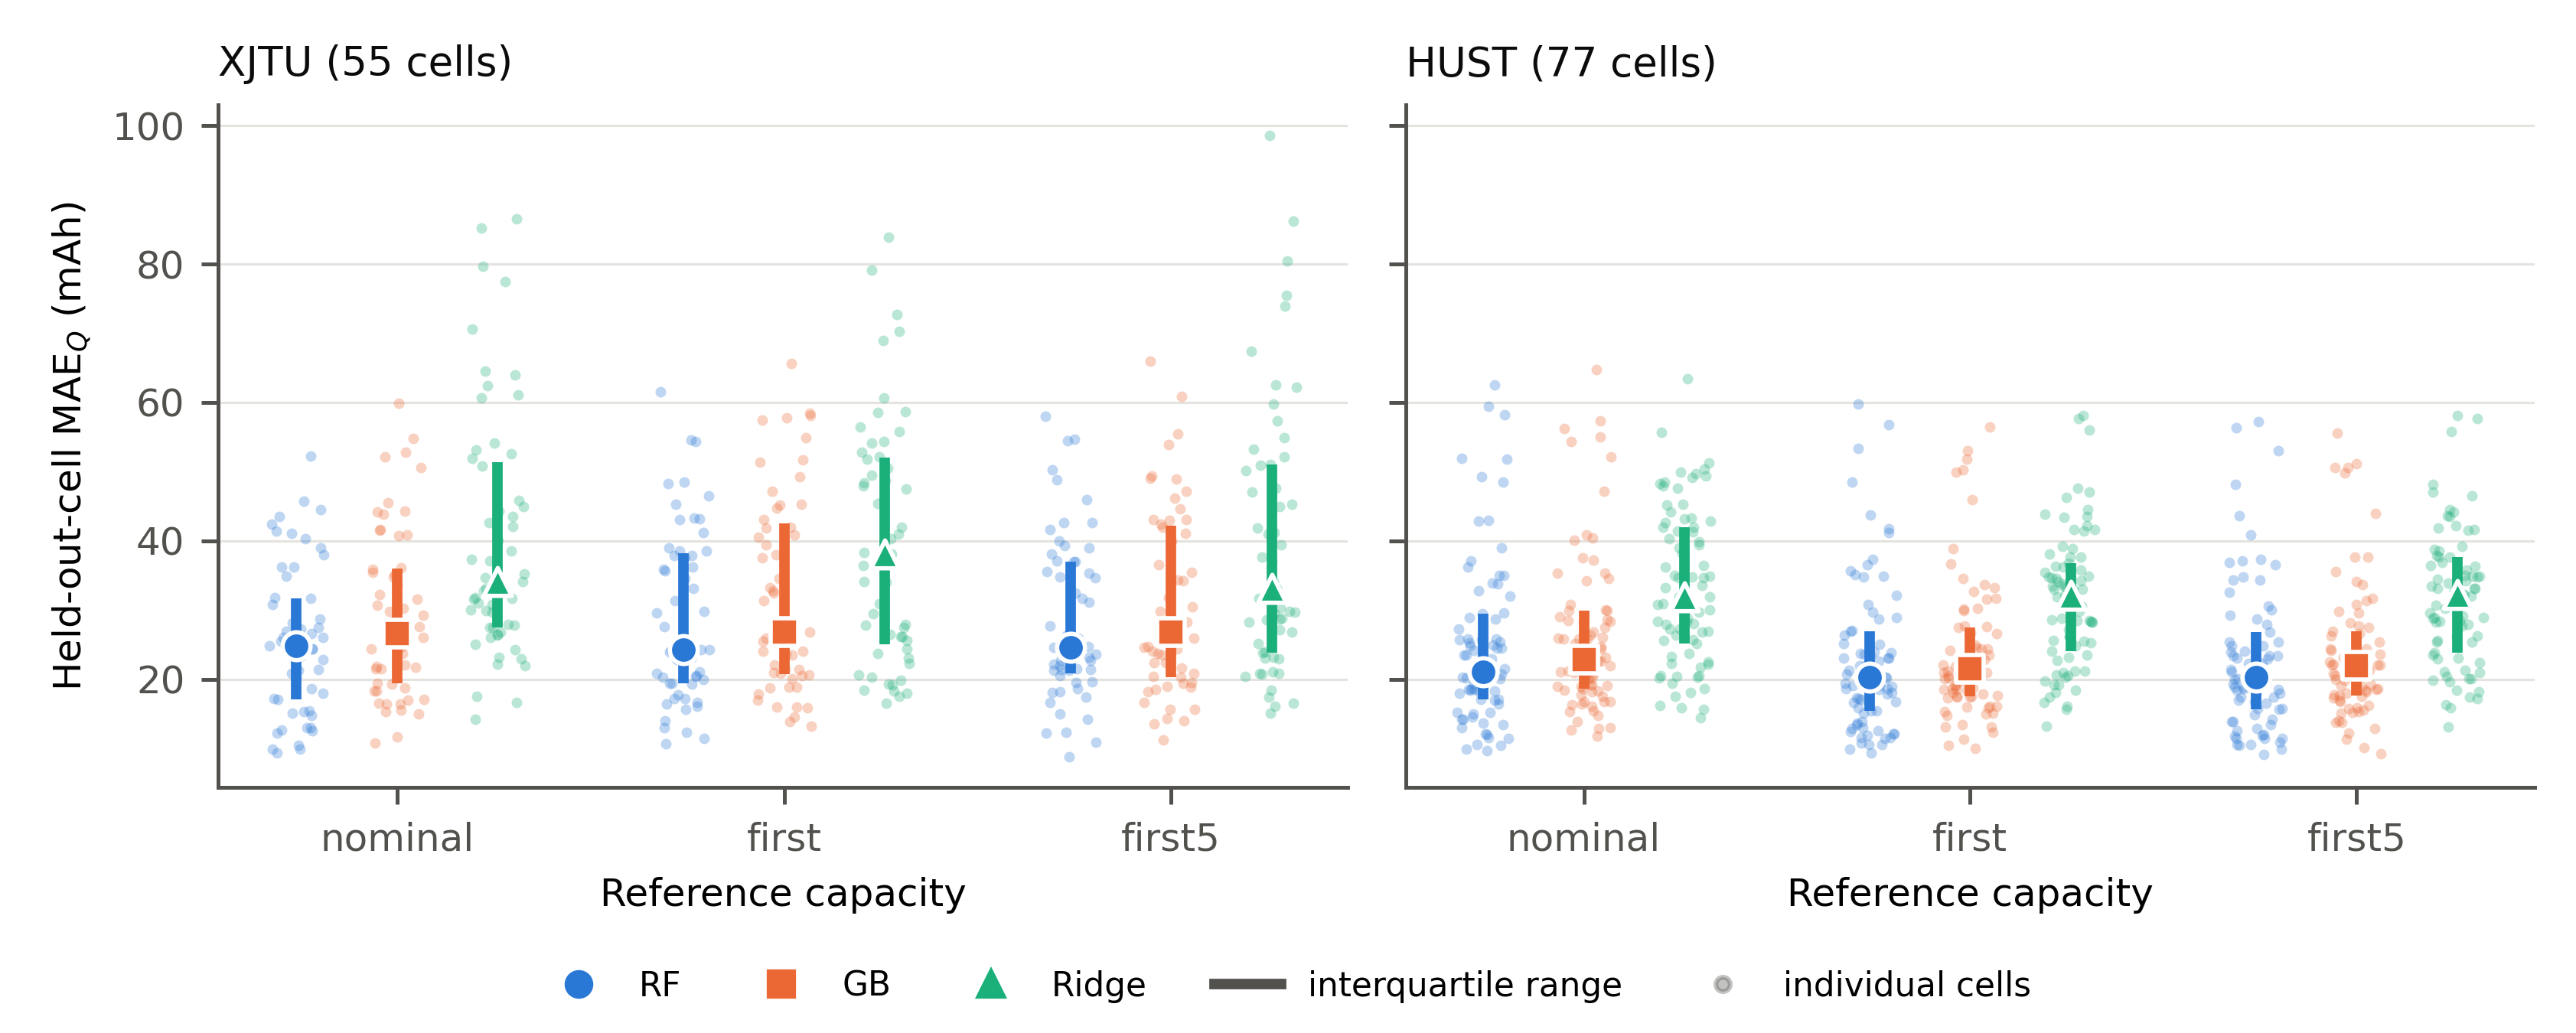 XJTU (55 cells)
HUST (77 cells)
Held-out-cell MAE_Q (mAh)
100
80
60
40
20
nominal
first
first5
nominal
first
first5
Reference capacity
Reference capacity
RF
GB
Ridge
interquartile range
individual cells